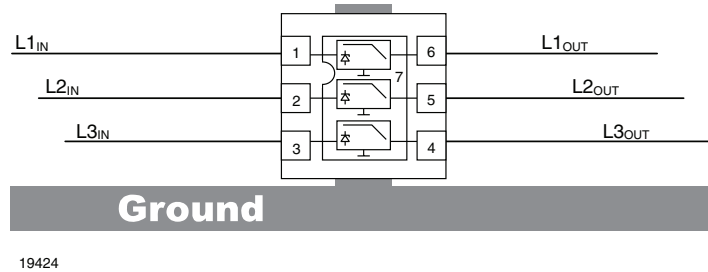 L1IN 1 6 L1OUT
7
L2IN 2 5 L2OUT
L3IN 3 4 L3OUT
Ground
19424